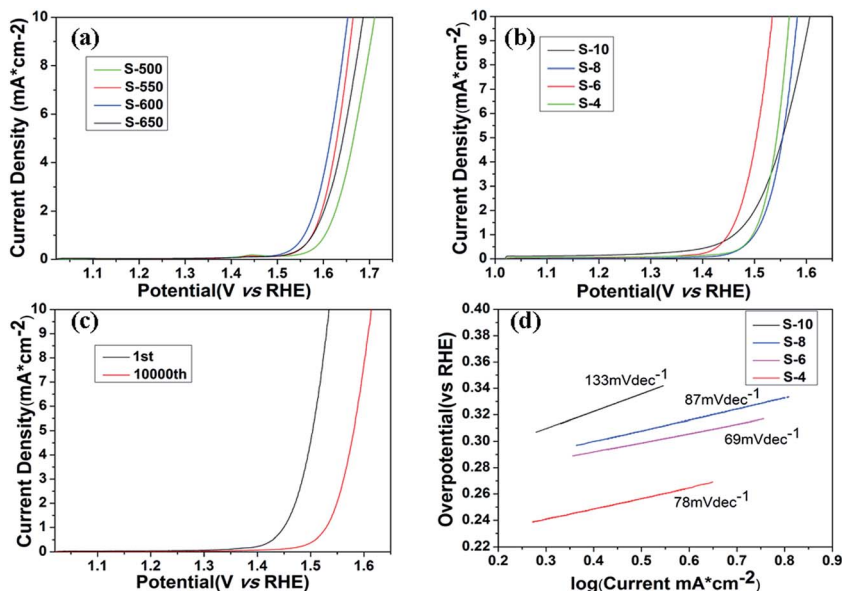 (a)
S-500
S-550
S-600
S-650
Current Density (mA*cm-2)
10
8
6
4
2
0
1.1 1.2 1.3 1.4 1.5 1.6 1.7
Potential(V vs RHE)
(b)
S-10
S-8
S-6
S-4
Current Density(mA*cm-2)
10
9
8
7
6
5
4
3
2
1
0
1.0 1.1 1.2 1.3 1.4 1.5 1.6
Potential(V vs RHE)
(c)
1st
10000th
Current Density(mA*cm-2)
10
9
8
7
6
5
4
3
2
1
0
1.1 1.2 1.3 1.4 1.5 1.6
Potential(V vs RHE)
(d)
S-10
S-8
S-6
S-4
133mVdec-1
87mVdec-1
69mVdec-1
78mVdec-1
Overpotential(vs RHE)
0.40
0.38
0.36
0.34
0.32
0.30
0.28
0.26
0.24
0.22
0.2 0.3 0.4 0.5 0.6 0.7 0.8 0.9
log(Current mA*cm-2)